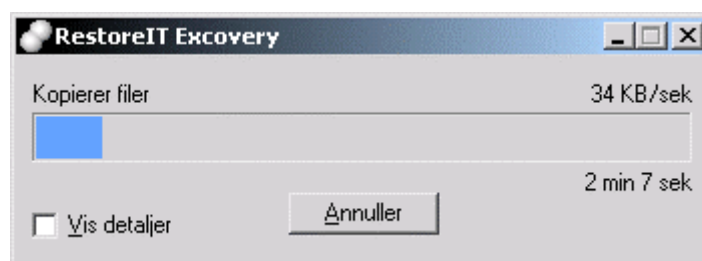 RestoreIT Excovery
Kopierer filer
34 KB/sek
2 min 7 sek
Vis detaljer
Annuller